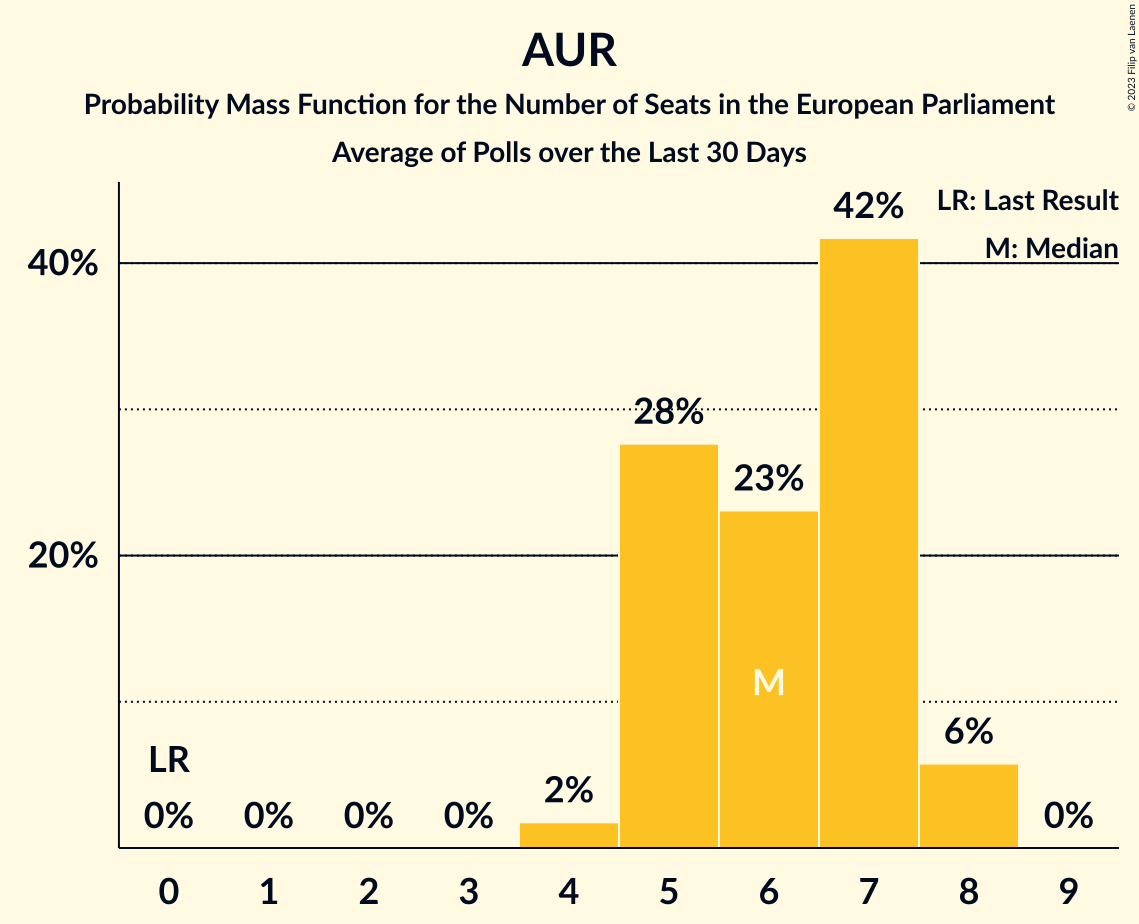 AUR
Probability Mass Function for the Number of Seats in the European Parliament
Average of Polls over the Last 30 Days
© 2023 Filip van Laenen
LR: Last Result
M: Median
42%
40%
28%
23%
20%
M
6%
LR
2%
0% 0% 0% 0% 0%
0 1 2 3 4 5 6 7 8 9